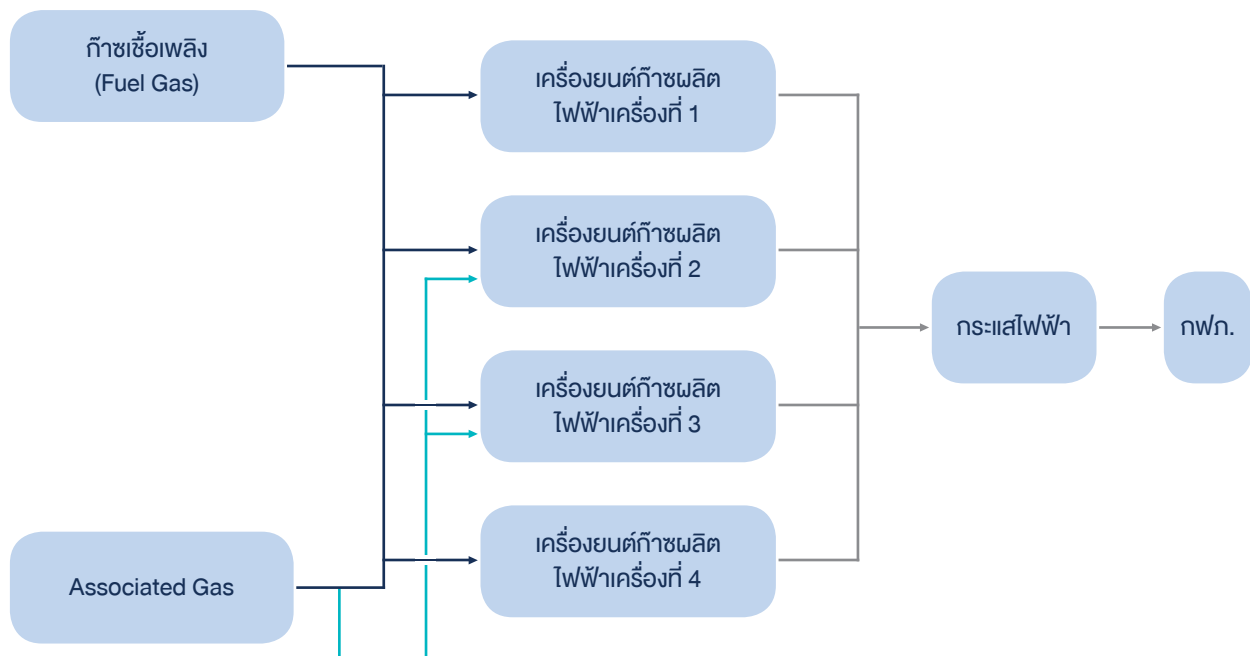 ก๊าซเชื้อเพลิง
(Fuel Gas)
เครื่องยนต์ก๊าซผลิต
ไฟฟ้าเครื่องที่ 1
เครื่องยนต์ก๊าซผลิต
ไฟฟ้าเครื่องที่ 2
เครื่องยนต์ก๊าซผลิต
ไฟฟ้าเครื่องที่ 3
เครื่องยนต์ก๊าซผลิต
ไฟฟ้าเครื่องที่ 4
Associated Gas
กระแสไฟฟ้า
กฟภ.